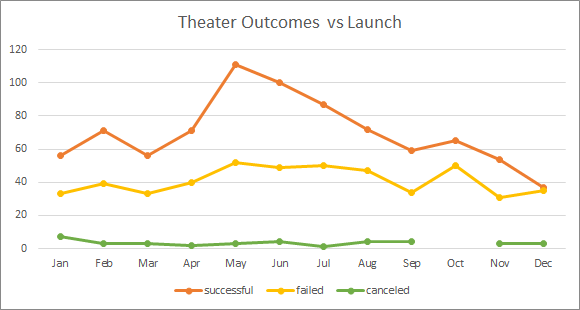 Theater Outcomes vs Launch
120
100
80
60
40
20
0
Jan Feb Mar Apr May Jun Jul Aug Sep Oct Nov Dec
successful failed canceled